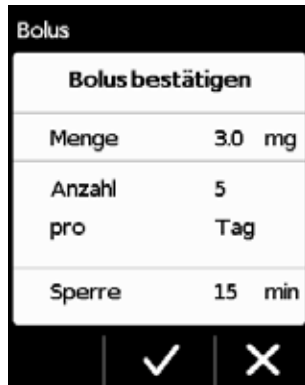 Bolus
Bolus bestätigen
Menge 3.0 mg
Anzahl 5
pro Tag
Sperre 15 min